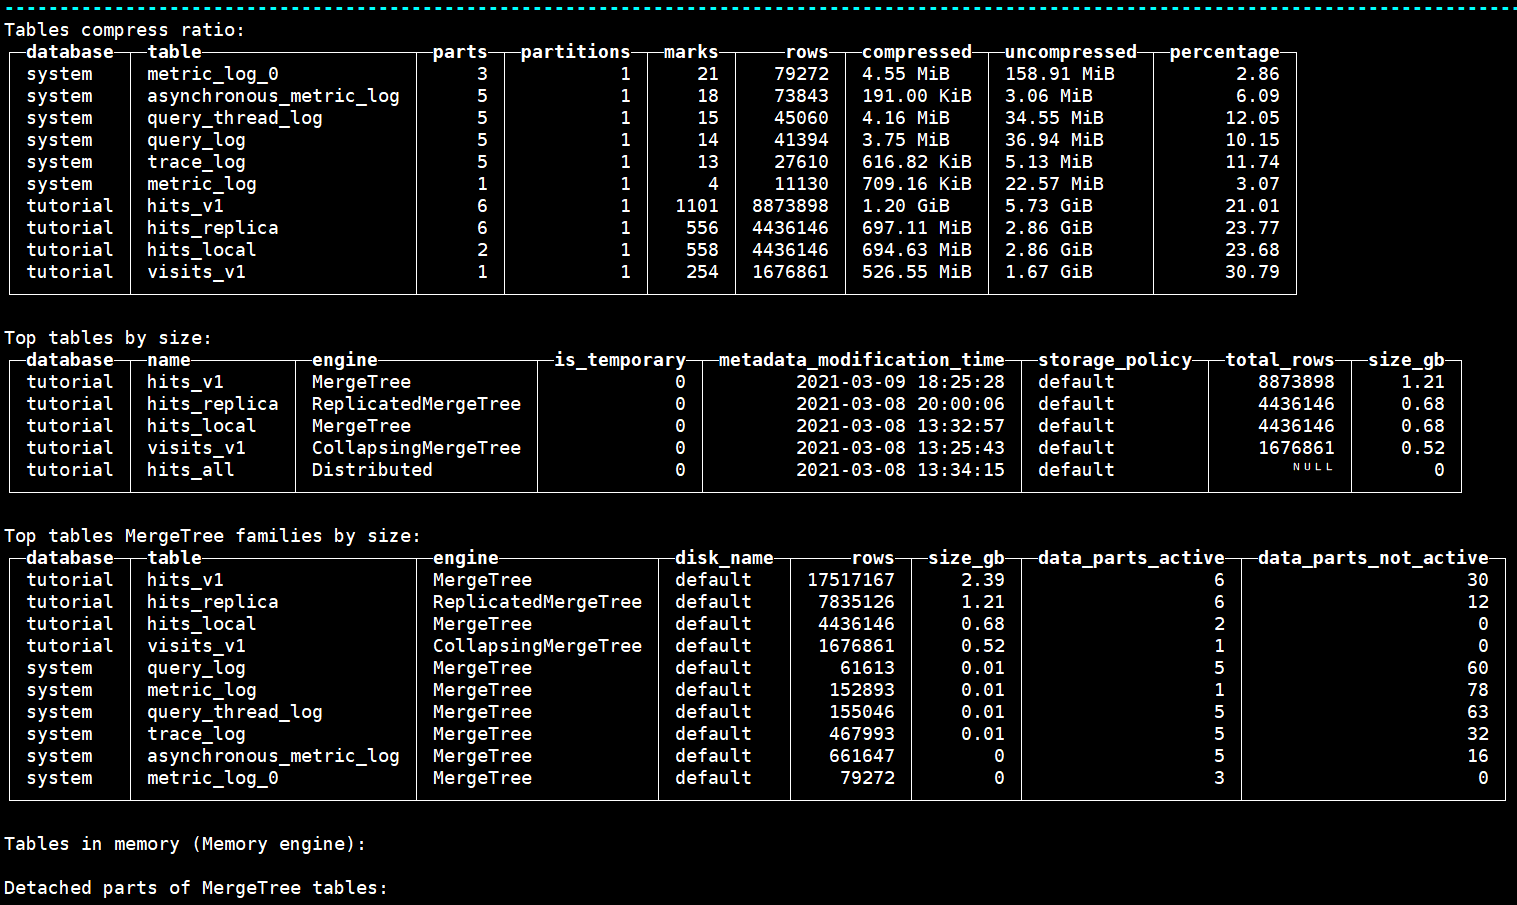 Tables compress ratio:
database table parts partitions marks rows compressed uncompressed percentage
system metric_log_0 3 1 21 79272 4.55 MiB 158.91 MiB 2.86
system asynchronous_metric_log 5 1 18 73843 191.00 KiB 3.06 MiB 6.09
system query_thread_log 5 1 15 45060 4.16 MiB 34.55 MiB 12.05
system query_log 5 1 14 41394 3.75 MiB 36.94 MiB 10.15
system trace_log 5 1 13 27610 616.82 KiB 5.13 MiB 11.74
system metric_log 1 1 4 11130 709.16 KiB 22.57 MiB 3.07
tutorial hits_v1 6 1 1101 8873898 1.20 GiB 5.73 GiB 21.01
tutorial hits_replica 6 1 556 4436146 697.11 MiB 2.86 GiB 23.77
tutorial hits_local 2 1 558 4436146 694.63 MiB 2.86 GiB 23.68
tutorial visits_v1 1 1 254 1676861 526.55 MiB 1.67 GiB 30.79
Top tables by size:
database name engine is_temporary metadata_modification_time storage_policy total_rows size_gb
tutorial hits_v1 MergeTree 0 2021-03-09 18:25:28 default 8873898 1.21
tutorial hits_replica ReplicatedMergeTree 0 2021-03-08 20:00:06 default 4436146 0.68
tutorial hits_local MergeTree 0 2021-03-08 13:32:57 default 4436146 0.68
tutorial visits_v1 CollapsingMergeTree 0 2021-03-08 13:25:43 default 1676861 0.52
tutorial hits_all Distributed 0 2021-03-08 13:34:15 default NULL 0
Top tables MergeTree families by size:
database table engine disk_name rows size_gb data_parts_active data_parts_not_active
tutorial hits_v1 MergeTree default 17517167 2.39 6 30
tutorial hits_replica ReplicatedMergeTree default 7835126 1.21 6 12
tutorial hits_local MergeTree default 4436146 0.68 2 0
tutorial visits_v1 CollapsingMergeTree default 1676861 0.52 1 0
system query_log MergeTree default 61613 0.01 5 60
system metric_log MergeTree default 152893 0.01 1 78
system query_thread_log MergeTree default 155046 0.01 5 63
system trace_log MergeTree default 467993 0.01 5 32
system asynchronous_metric_log MergeTree default 661647 0 5 16
system metric_log_0 MergeTree default 79272 0 3 0
Tables in memory (Memory engine):
Detached parts of MergeTree tables: